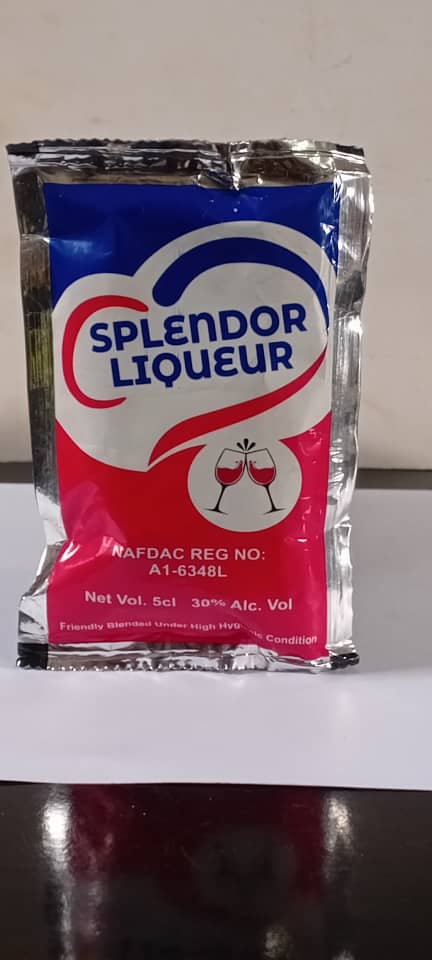 SPLENDOR
LIQUEUR
NAFDAC REG NO:
A1-6348L
Net Vol. 5cl 30% Alc. Vol
Friendly Blended Under High Condition